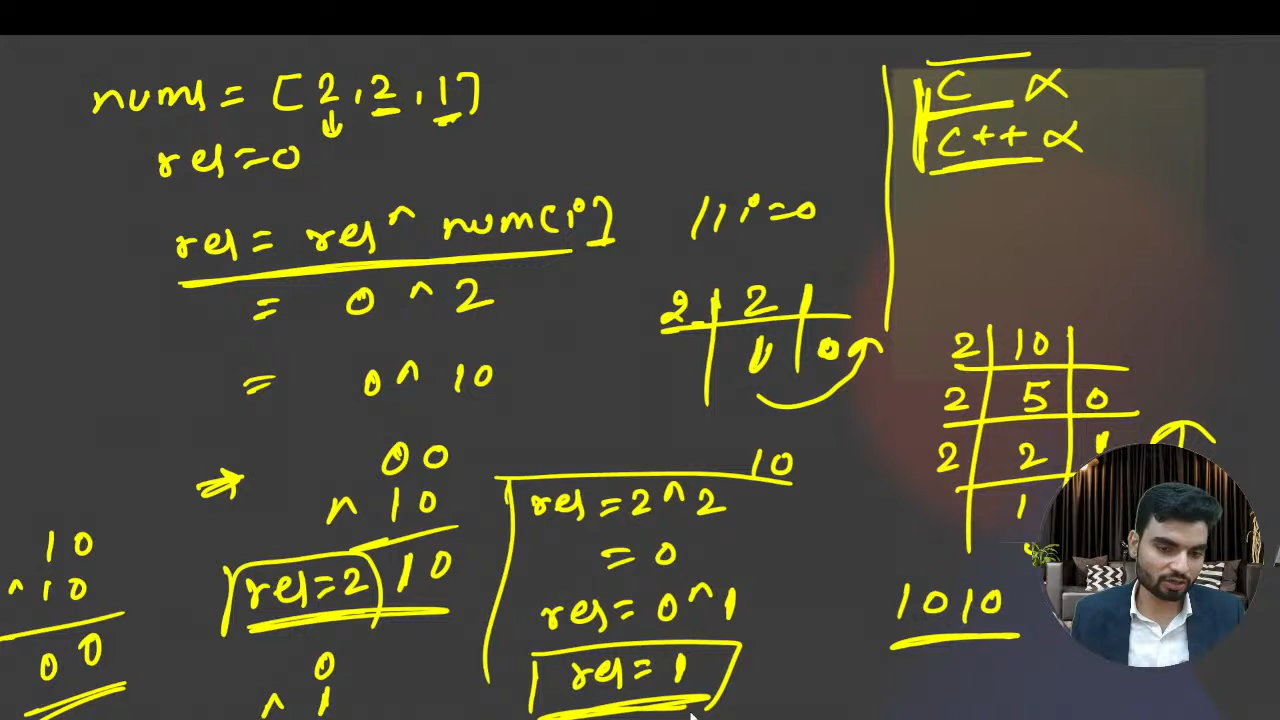 nums = [2, 2, 1]
res = 0
res = res ^ num[i] // i = 0
= 0 ^ 2
= 0 ^ 10
00
^ 10
res = 2 10
0
^ 1
10
^ 10
00
2 2
1 0
10
res = 2 ^ 2
= 0
res = 0 ^ 1
res = 1
C
C++
2 10
2 5 0
2 2 1
1
1010